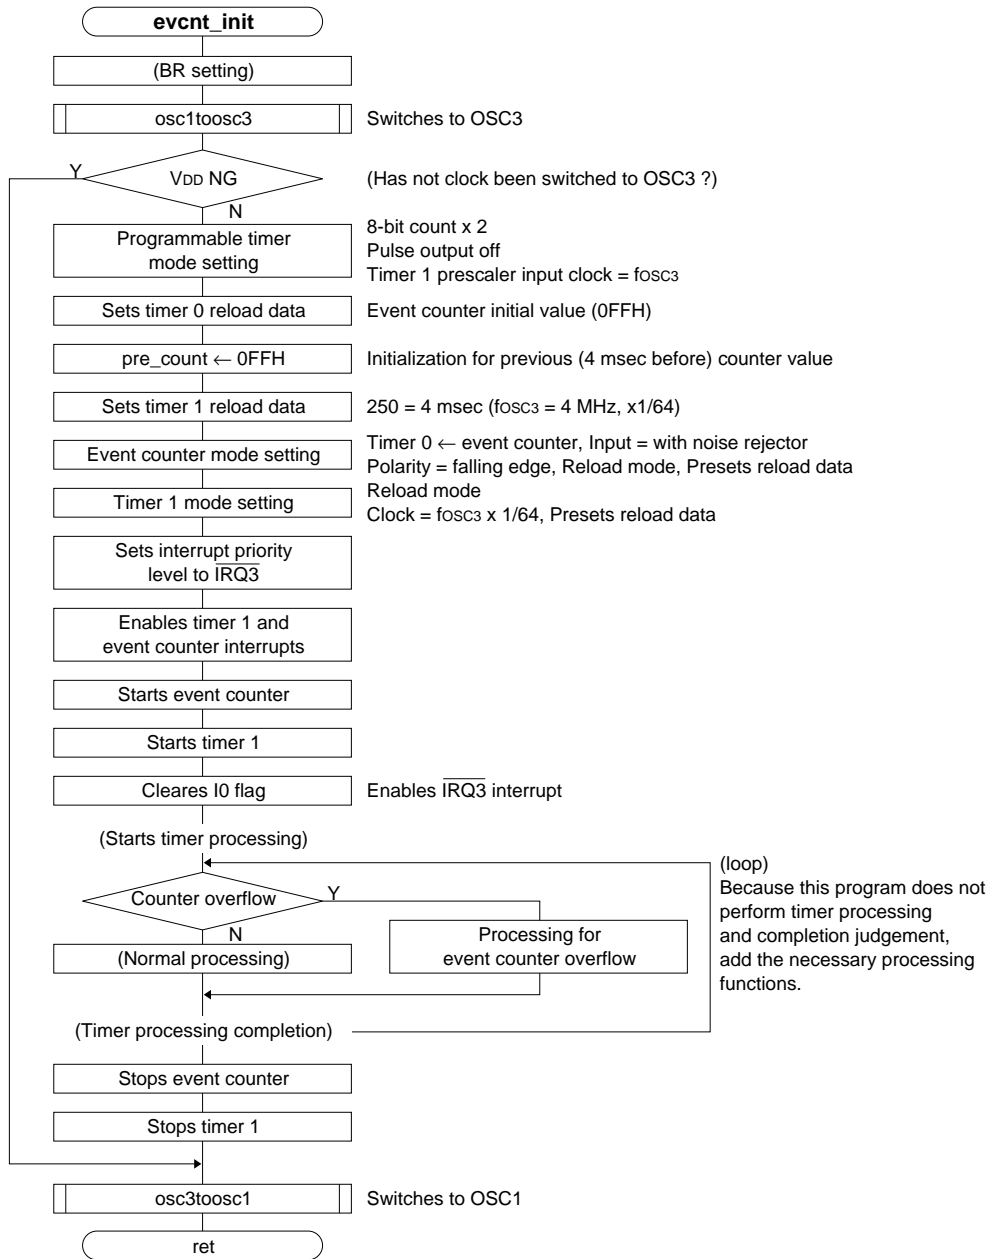 evcnt_init
(BR setting)
osc1toosc3 Switches to OSC3
Y VDD NG (Has not clock been switched to OSC3 ?)
N
Programmable timer
mode setting
8-bit count x 2
Pulse output off
Timer 1 prescaler input clock = fOSC3
Sets timer 0 reload data Event counter initial value (0FFH)
pre_count ← 0FFH Initialization for previous (4 msec before) counter value
Sets timer 1 reload data 250 = 4 msec (fOSC3 = 4 MHz, x1/64)
Event counter mode setting
Timer 0 ← event counter, Input = with noise rejector
Polarity = falling edge, Reload mode, Presets reload data
Timer 1 mode setting
Reload mode
Clock = fOSC3 x 1/64, Presets reload data
Sets interrupt priority
level to I̅R̅Q̅3̅
Enables timer 1 and
event counter interrupts
Starts event counter
Starts timer 1
Cleares I0 flag Enables I̅R̅Q̅3̅ interrupt
(Starts timer processing)
Counter overflow Y
N
(Normal processing)
Processing for
event counter overflow
(loop)
Because this program does not
perform timer processing
and completion judgement,
add the necessary processing
functions.
(Timer processing completion)
Stops event counter
Stops timer 1
osc3toosc1 Switches to OSC1
ret